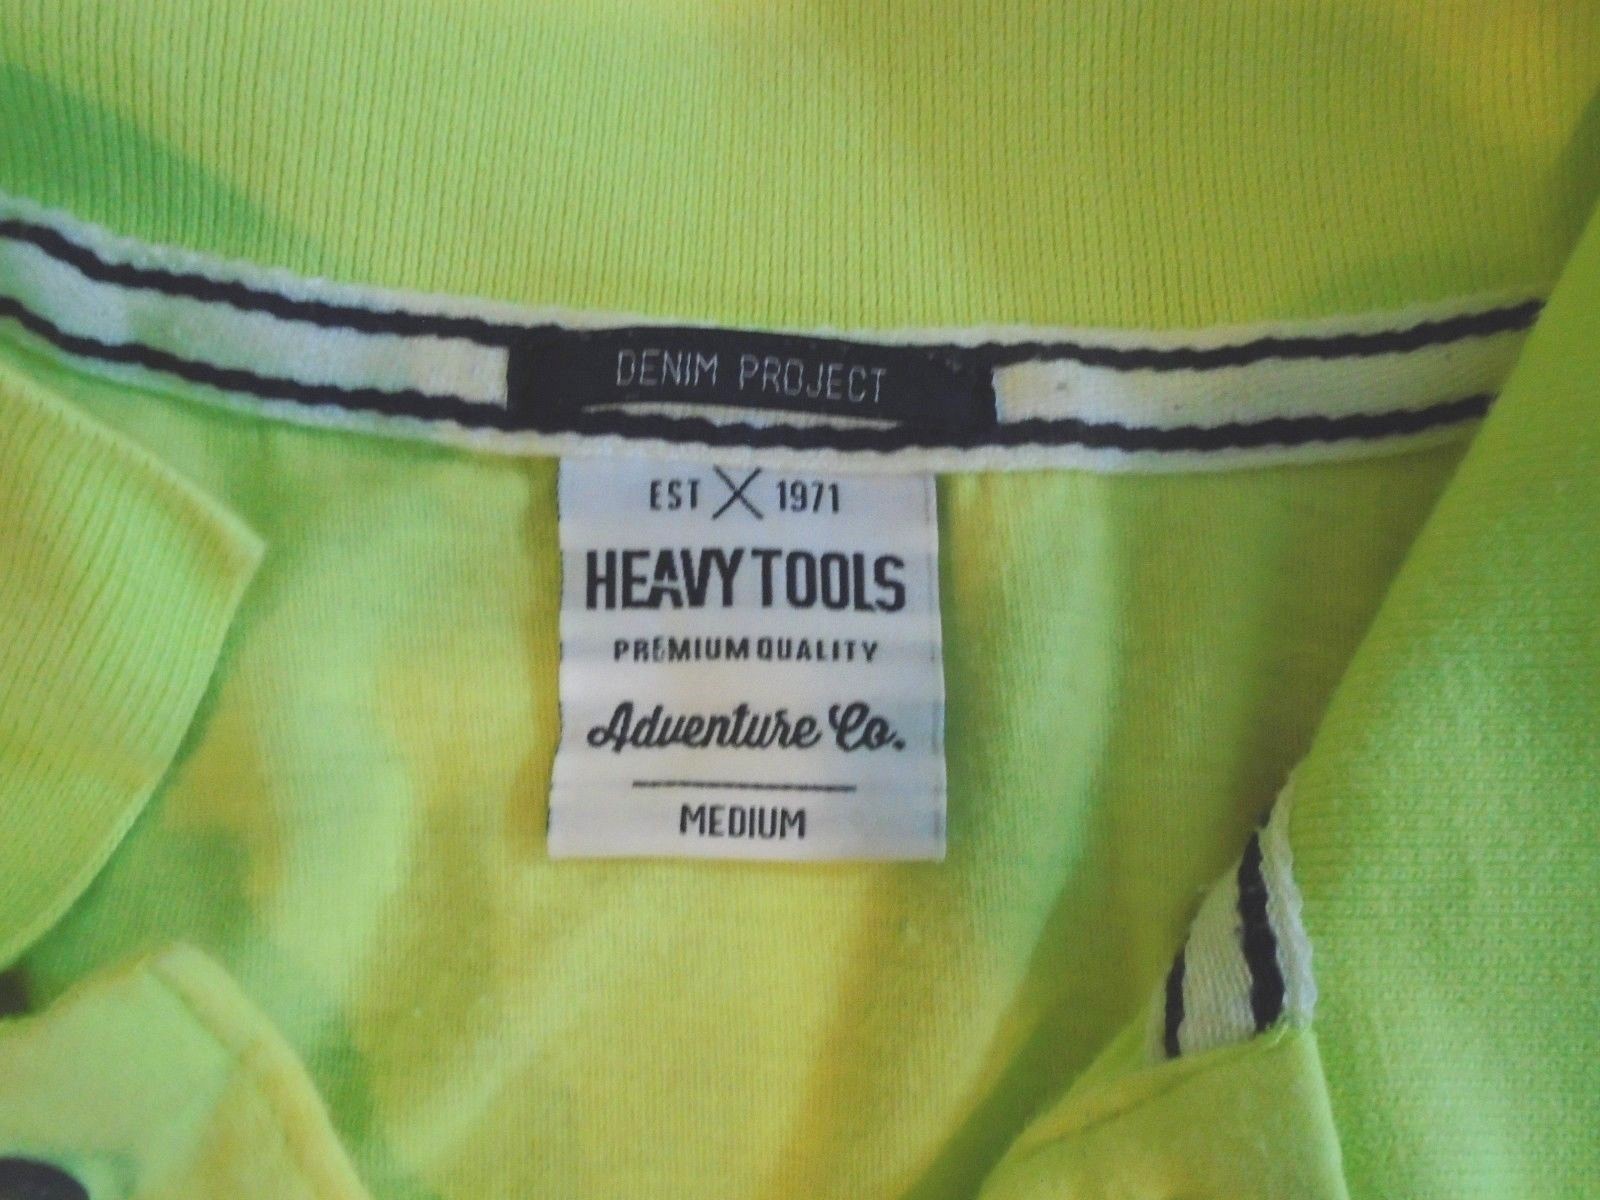 DENIM PROJECT
EST X 1971
HEAVY TOOLS
PREMIUM QUALITY
Adventure Co.
MEDIUM